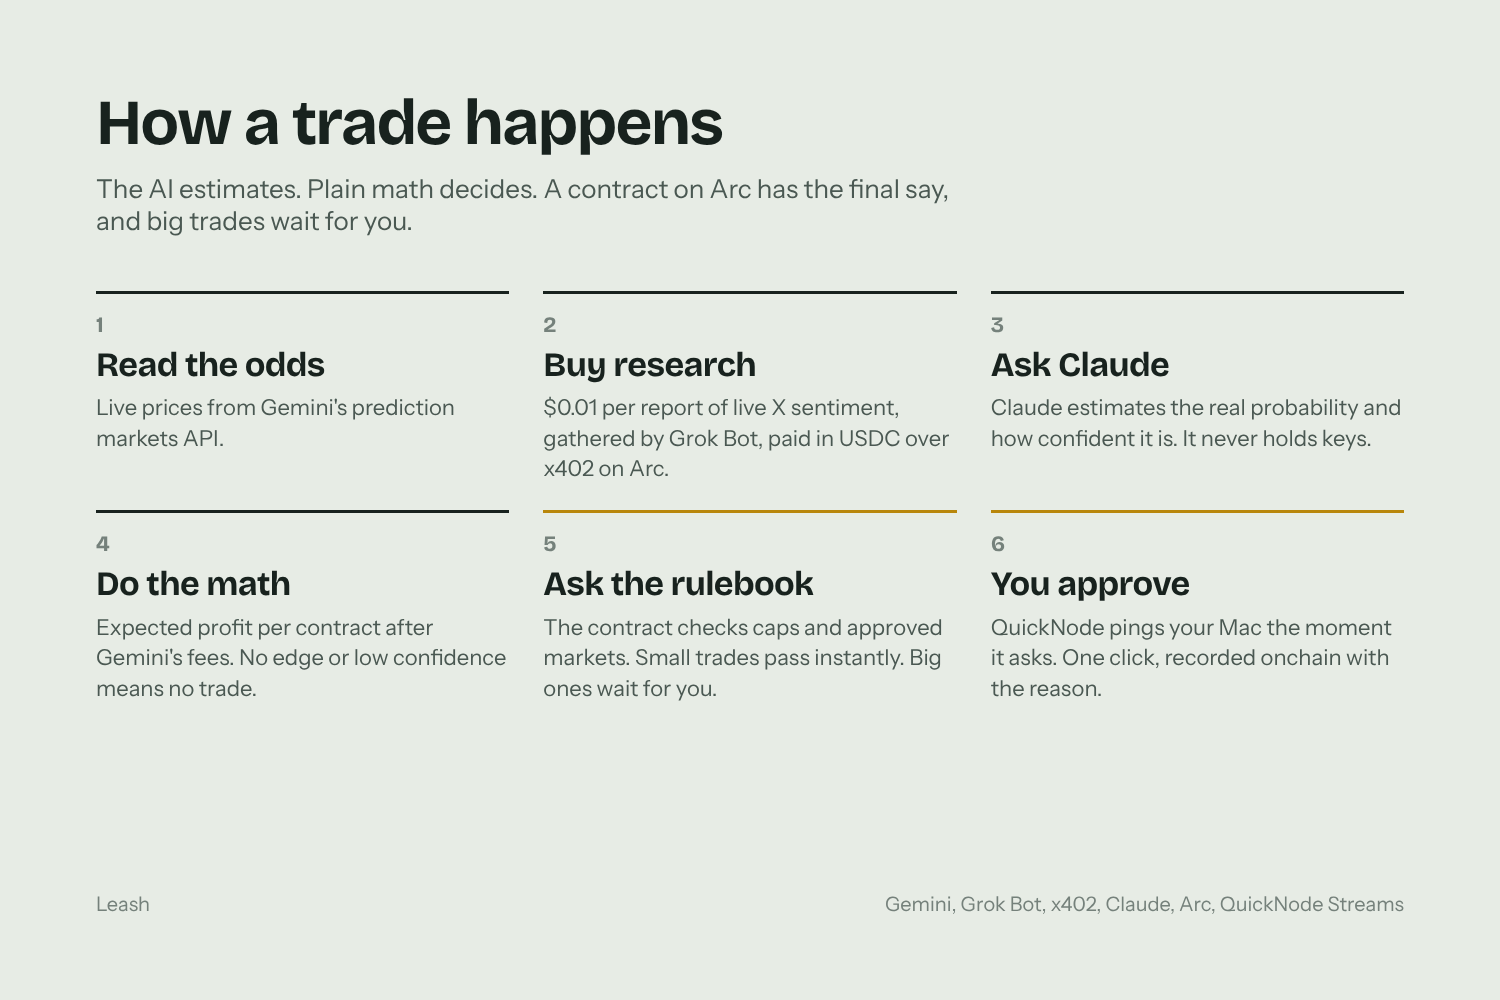 How a trade happens
The AI estimates. Plain math decides. A contract on Arc has the final say,
and big trades wait for you.
1
Read the odds
Live prices from Gemini's prediction
markets API.
2
Buy research
$0.01 per report of live X sentiment,
gathered by Grok Bot, paid in USDC over
x402 on Arc.
3
Ask Claude
Claude estimates the real probability and
how confident it is. It never holds keys.
4
Do the math
Expected profit per contract after
Gemini's fees. No edge or low confidence
means no trade.
5
Ask the rulebook
The contract checks caps and approved
markets. Small trades pass instantly. Big
ones wait for you.
6
You approve
QuickNode pings your Mac the moment
it asks. One click, recorded onchain with
the reason.
Leash
Gemini, Grok Bot, x402, Claude, Arc, QuickNode Streams